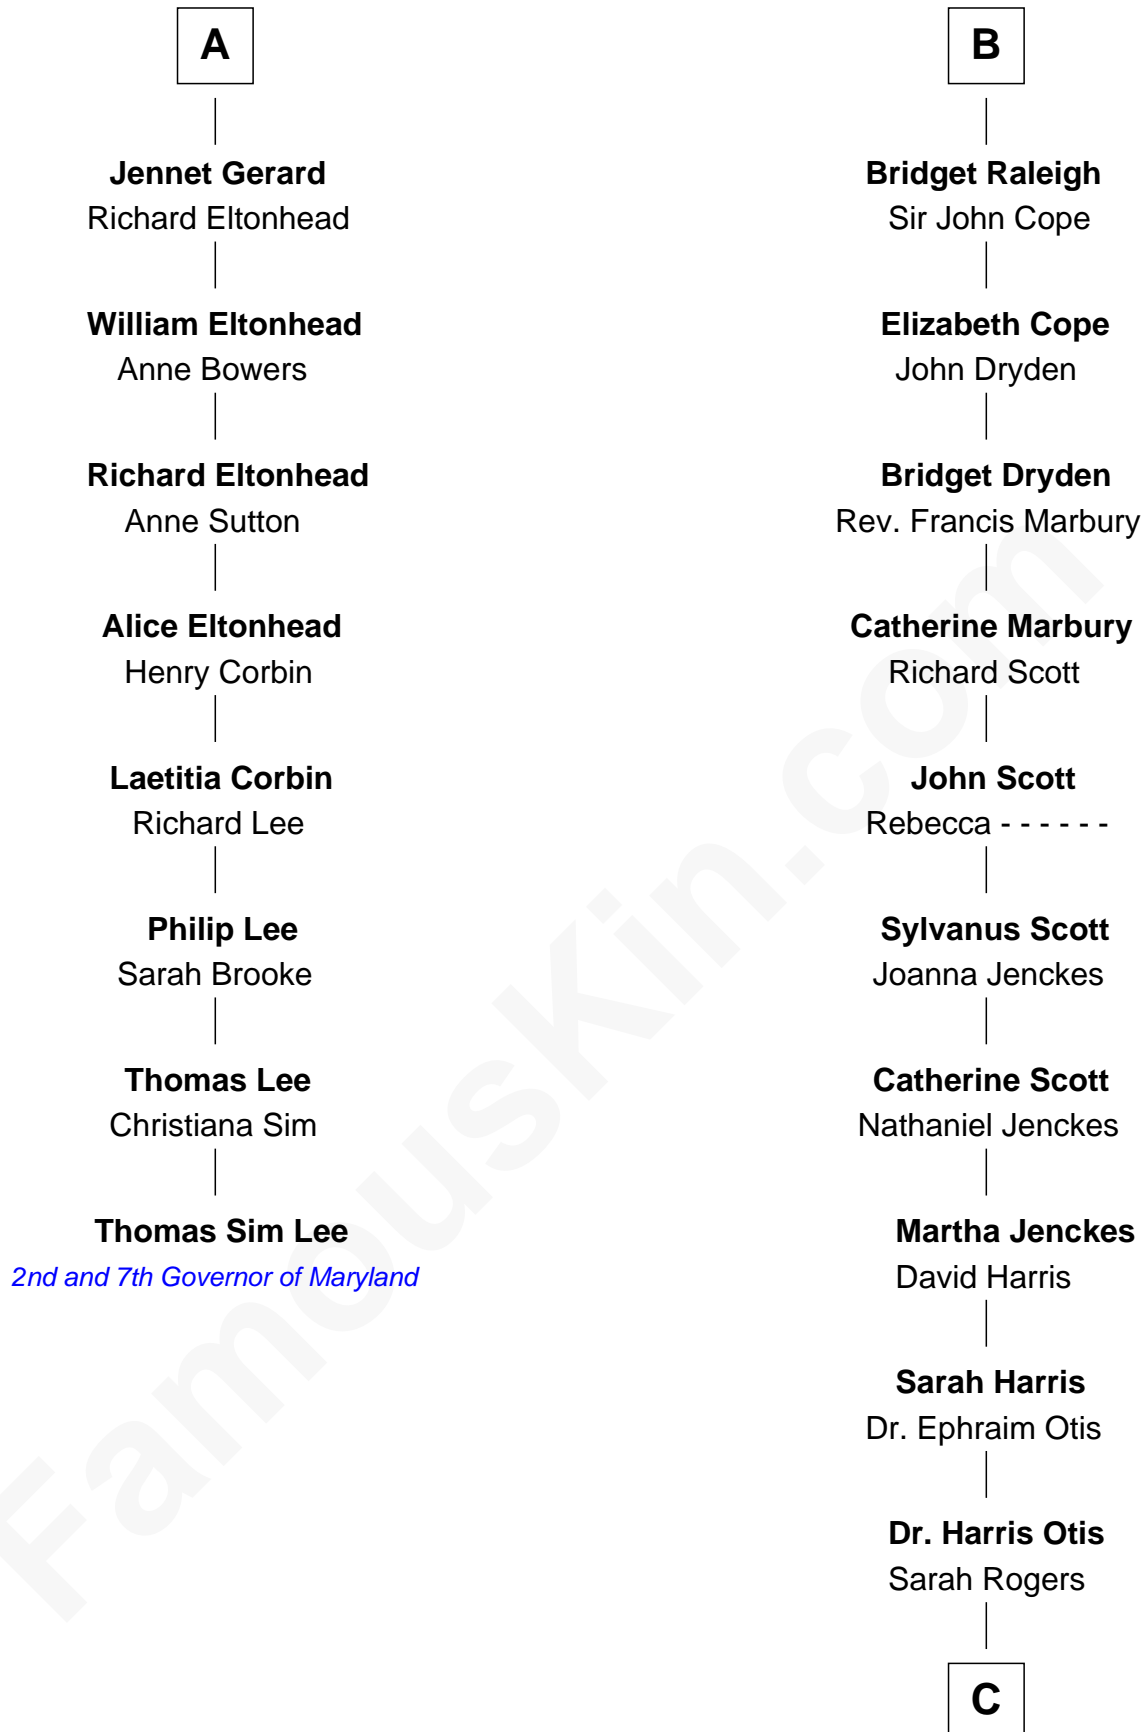 A
Jennet Gerard
Richard Eltonhead
William Eltonhead
Anne Bowers
Richard Eltonhead
Anne Sutton
Alice Eltonhead
Henry Corbin
Laetitia Corbin
Richard Lee
Philip Lee
Sarah Brooke
Thomas Lee
Christiana Sim
Thomas Sim Lee
2nd and 7th Governor of Maryland
B
Bridget Raleigh
Sir John Cope
Elizabeth Cope
John Dryden
Bridget Dryden
Rev. Francis Marbury
Catherine Marbury
Richard Scott
John Scott
Rebecca - - - - - -
Sylvanus Scott
Joanna Jenckes
Catherine Scott
Nathaniel Jenckes
Martha Jenckes
David Harris
Sarah Harris
Dr. Ephraim Otis
Dr. Harris Otis
Sarah Rogers
C
FamousKin.com